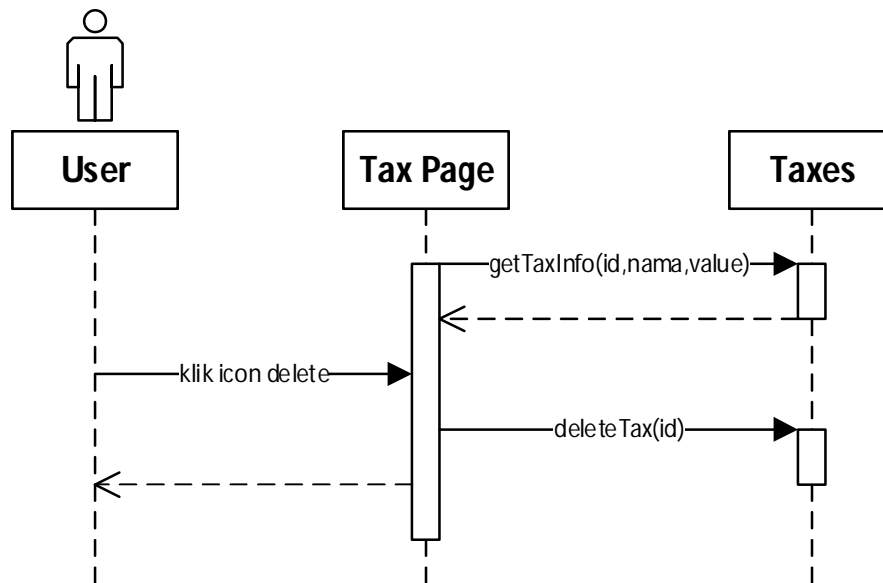 User
Tax Page
Taxes
getTaxInfo(id,nama,value)
klik icon delete
deleteTax(id)